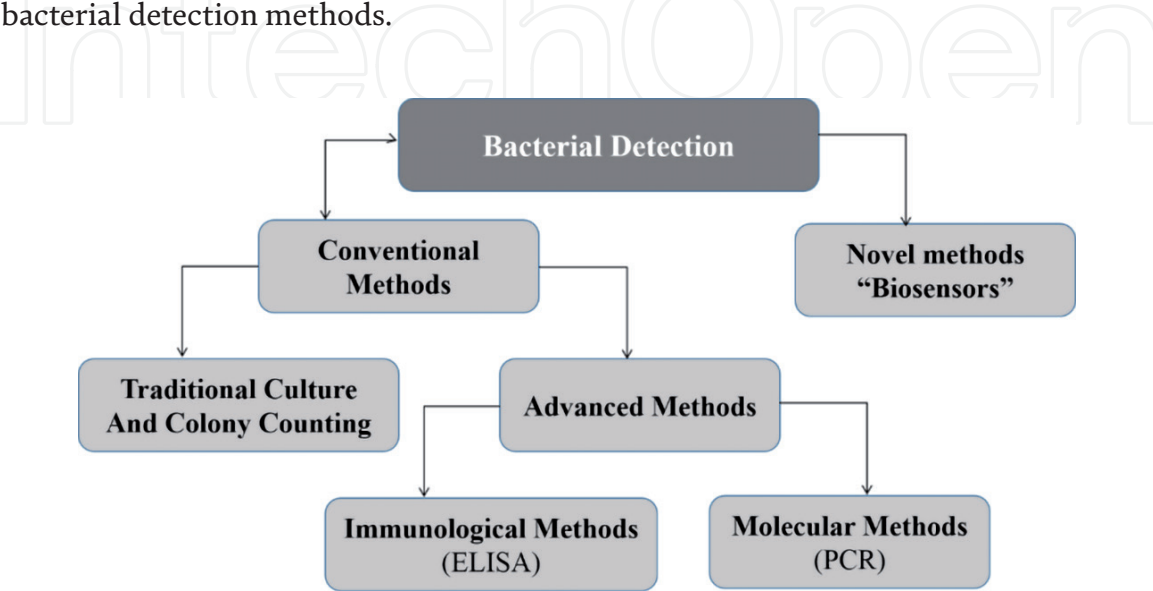 bacterial detection methods.
IntechOpen
Bacterial Detection
Conventional
Methods
Novel methods
“Biosensors”
Traditional Culture
And Colony Counting
Advanced Methods
Immunological Methods
(ELISA)
Molecular Methods
(PCR)